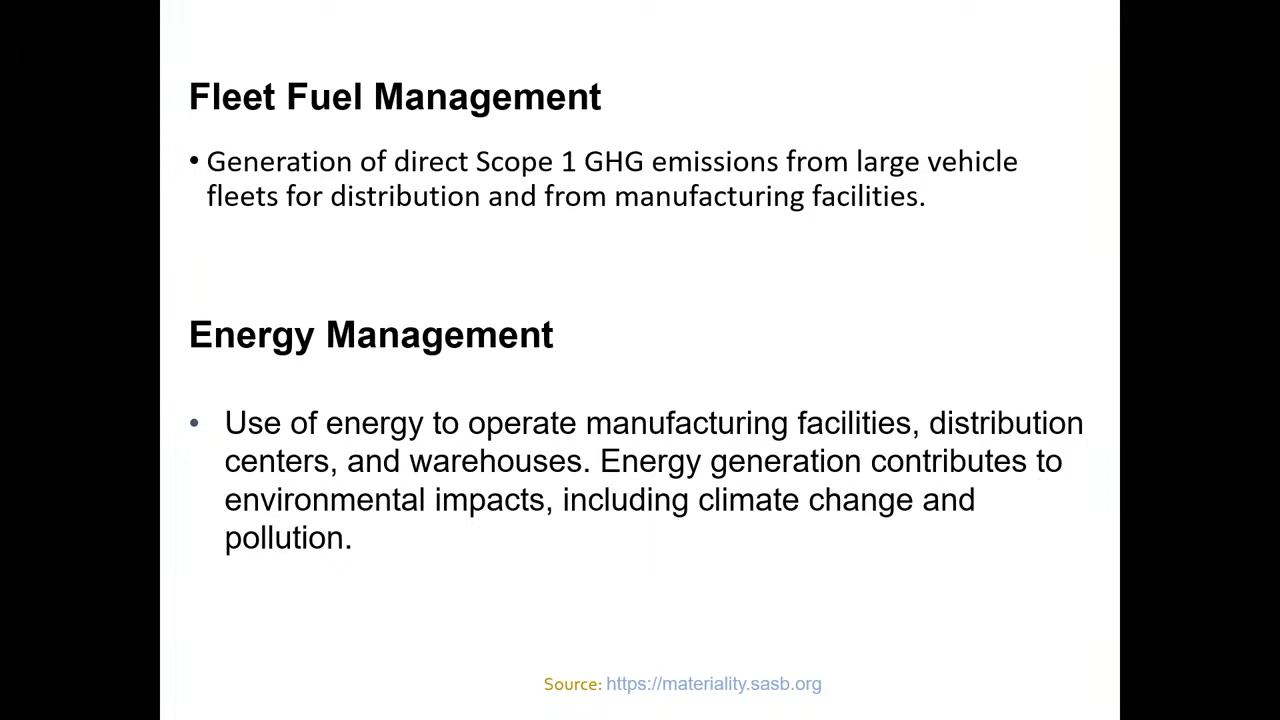 Fleet Fuel Management
• Generation of direct Scope 1 GHG emissions from large vehicle
fleets for distribution and from manufacturing facilities.
Energy Management
• Use of energy to operate manufacturing facilities, distribution
centers, and warehouses. Energy generation contributes to
environmental impacts, including climate change and
pollution.
Source: https://materiality.sasb.org